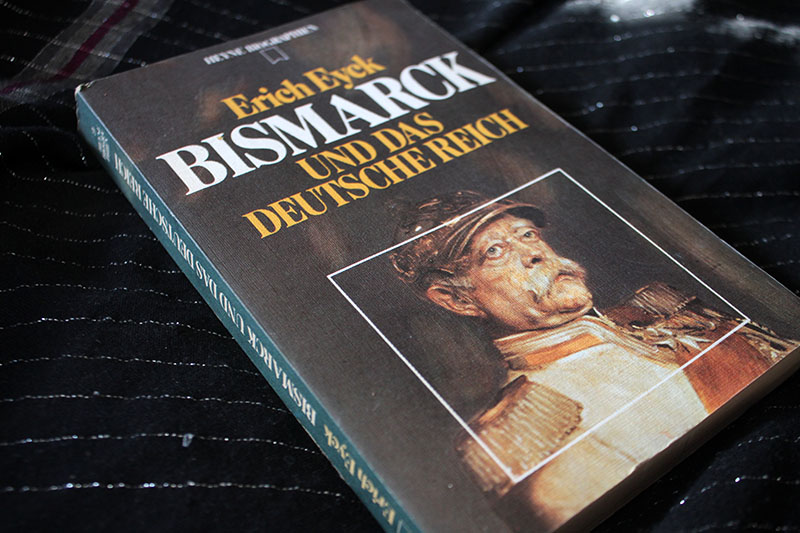 HEYNE BIOGRAPHIEN
Erich Eyck
BISMARCK
UND DAS
DEUTSCHE REICH
Erich Eyck BISMARCK UND DAS DEUTSCHE REICH